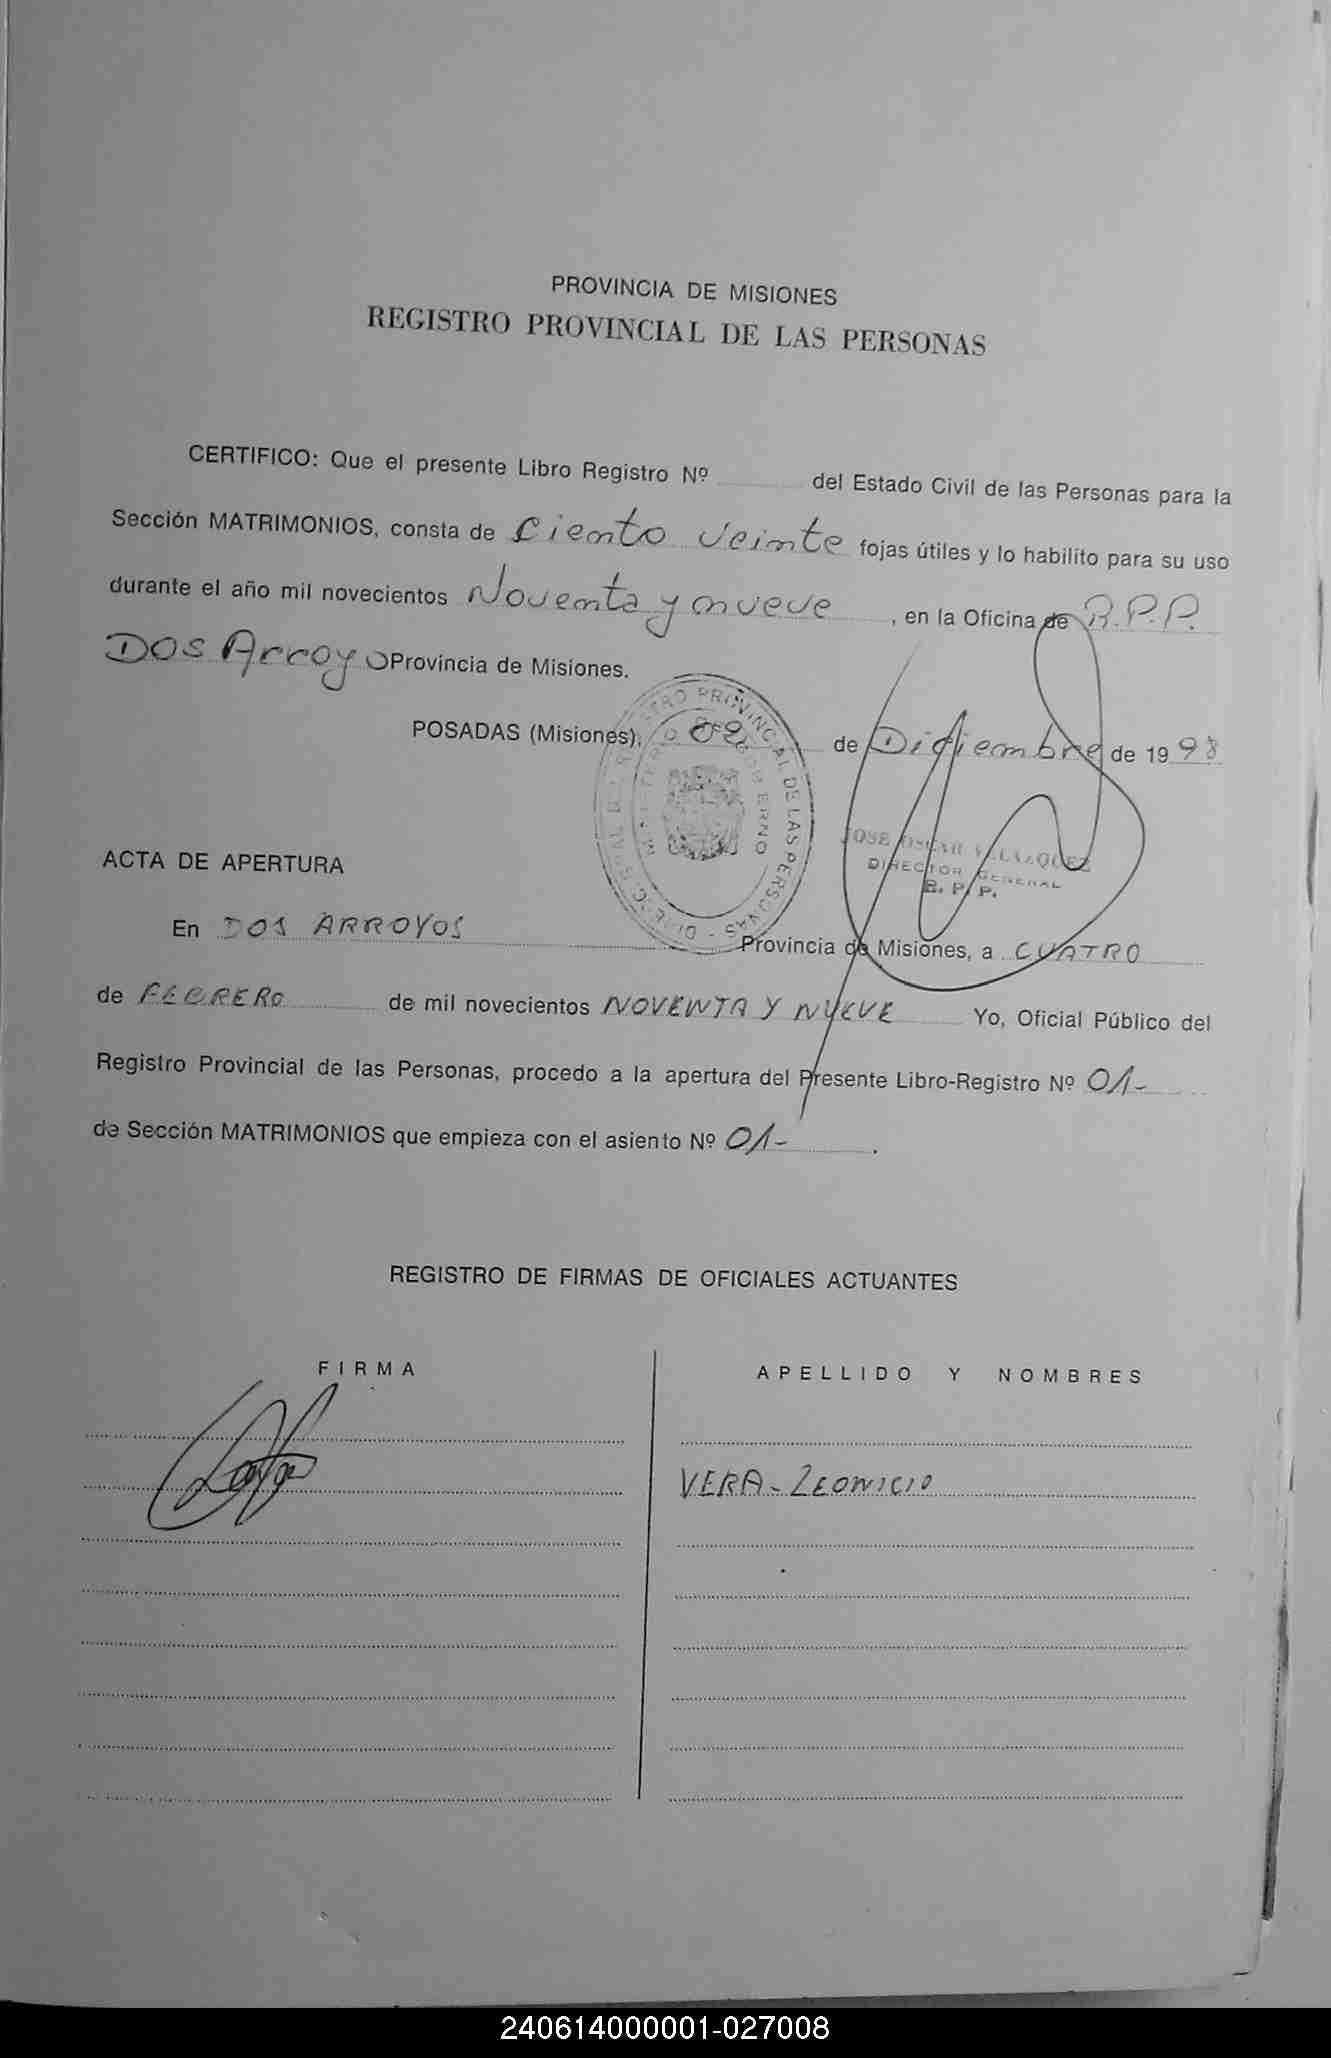 PROVINCIA DE MISIONES
REGISTRO PROVINCIAL DE LAS PERSONAS
CERTIFICO: Que el presente Libro Registro Nº del Estado Civil de las Personas para la
Sección MATRIMONIOS, consta de Ciento veinte fojas útiles y lo habilito para su uso
durante el año mil novecientos Noventa y nueve, en la Oficina de R.P.P.
Dos Arroyo Provincia de Misiones.
POSADAS (Misiones), 02 de Diciembre de 1998
REGISTRO PROVINCIAL DE LAS PERSONAS
JOSE OSCAR VELAZQUEZ
DIRECTOR GENERAL
R. P. P.
ACTA DE APERTURA
En DOS ARROYOS Provincia de Misiones, a CUATRO
de FEBRERO de mil novecientos NOVENTA Y NUEVE Yo, Oficial Público del
Registro Provincial de las Personas, procedo a la apertura del Presente Libro-Registro Nº 01-
de Sección MATRIMONIOS que empieza con el asiento Nº 01-.
REGISTRO DE FIRMAS DE OFICIALES ACTUANTES
FIRMA APELLIDO Y NOMBRES
VERA - LEONICIO
240614000001-027008